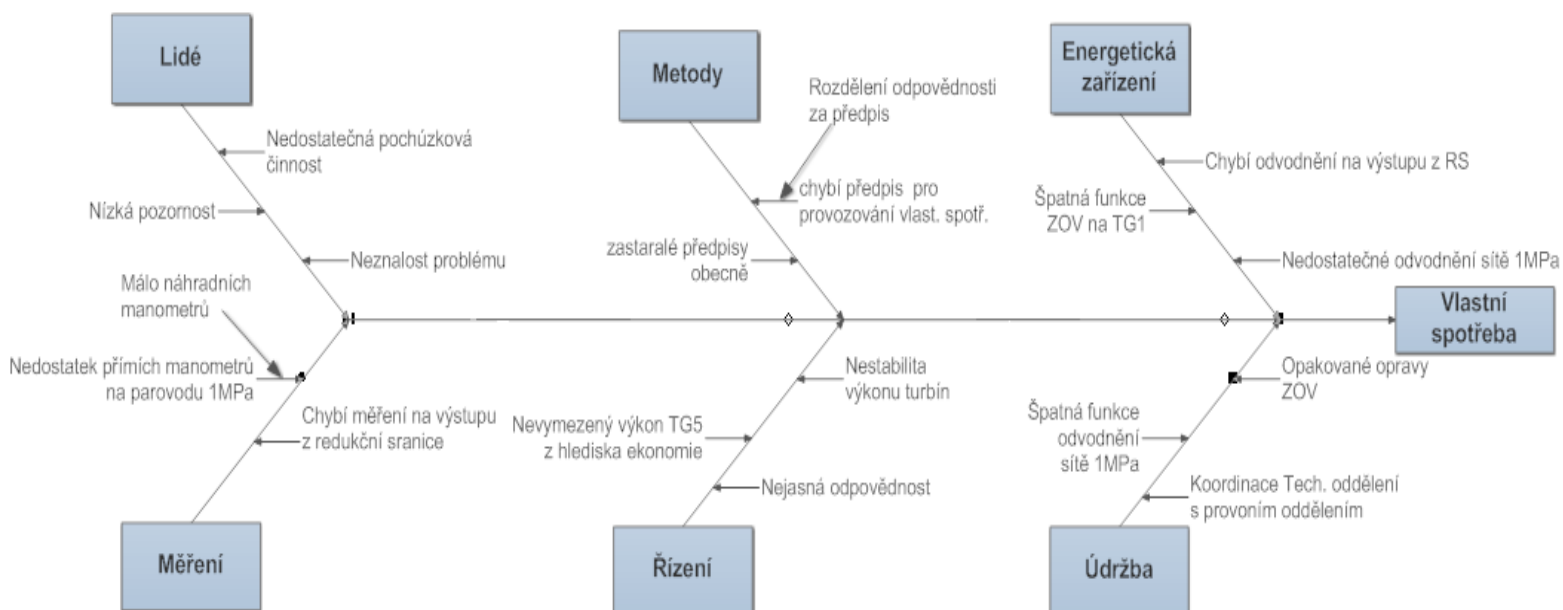 Lidé
Metody
Energetická
zařízení
Rozdělení odpovědnosti
za předpis
Nedostatečná pochúzková
činnost
Chybí odvodnění na výstupu z RS
Nízká pozornost
chybí předpis  pro
provozování vlast. spotř.
Špatná funkce
ZOV na TG1
Neznalost problému
zastaralé předpisy
obecně
Nedostatečné odvodnění sítě 1MPa
Málo náhradních
manometrů
Vlastní
spotřeba
Nedostatek přímích manometrů
na parovodu 1MPa
Nestabilita
výkonu turbín
Opakované opravy
ZOV
Chybí měření na výstupu
z redukční sranice
Nevymezený výkon TG5
z hlediska ekonomie
Špatná funkce
odvodnění
sítě 1MPa
Nejasná odpovědnost
Koordinace Tech. oddělení
s provoním oddělením
Měření
Řízení
Údržba